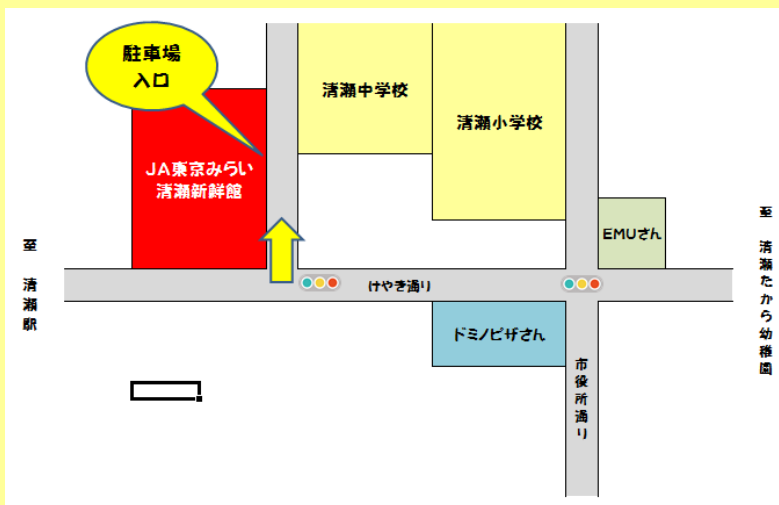 駐車場
入口
清瀬中学校
清瀬小学校
JA東京みらい
清瀬新鮮館
EMUさん
至 清瀬駅
けやき通り
至 清瀬たから幼稚園
ドミノピザさん
市役所通り